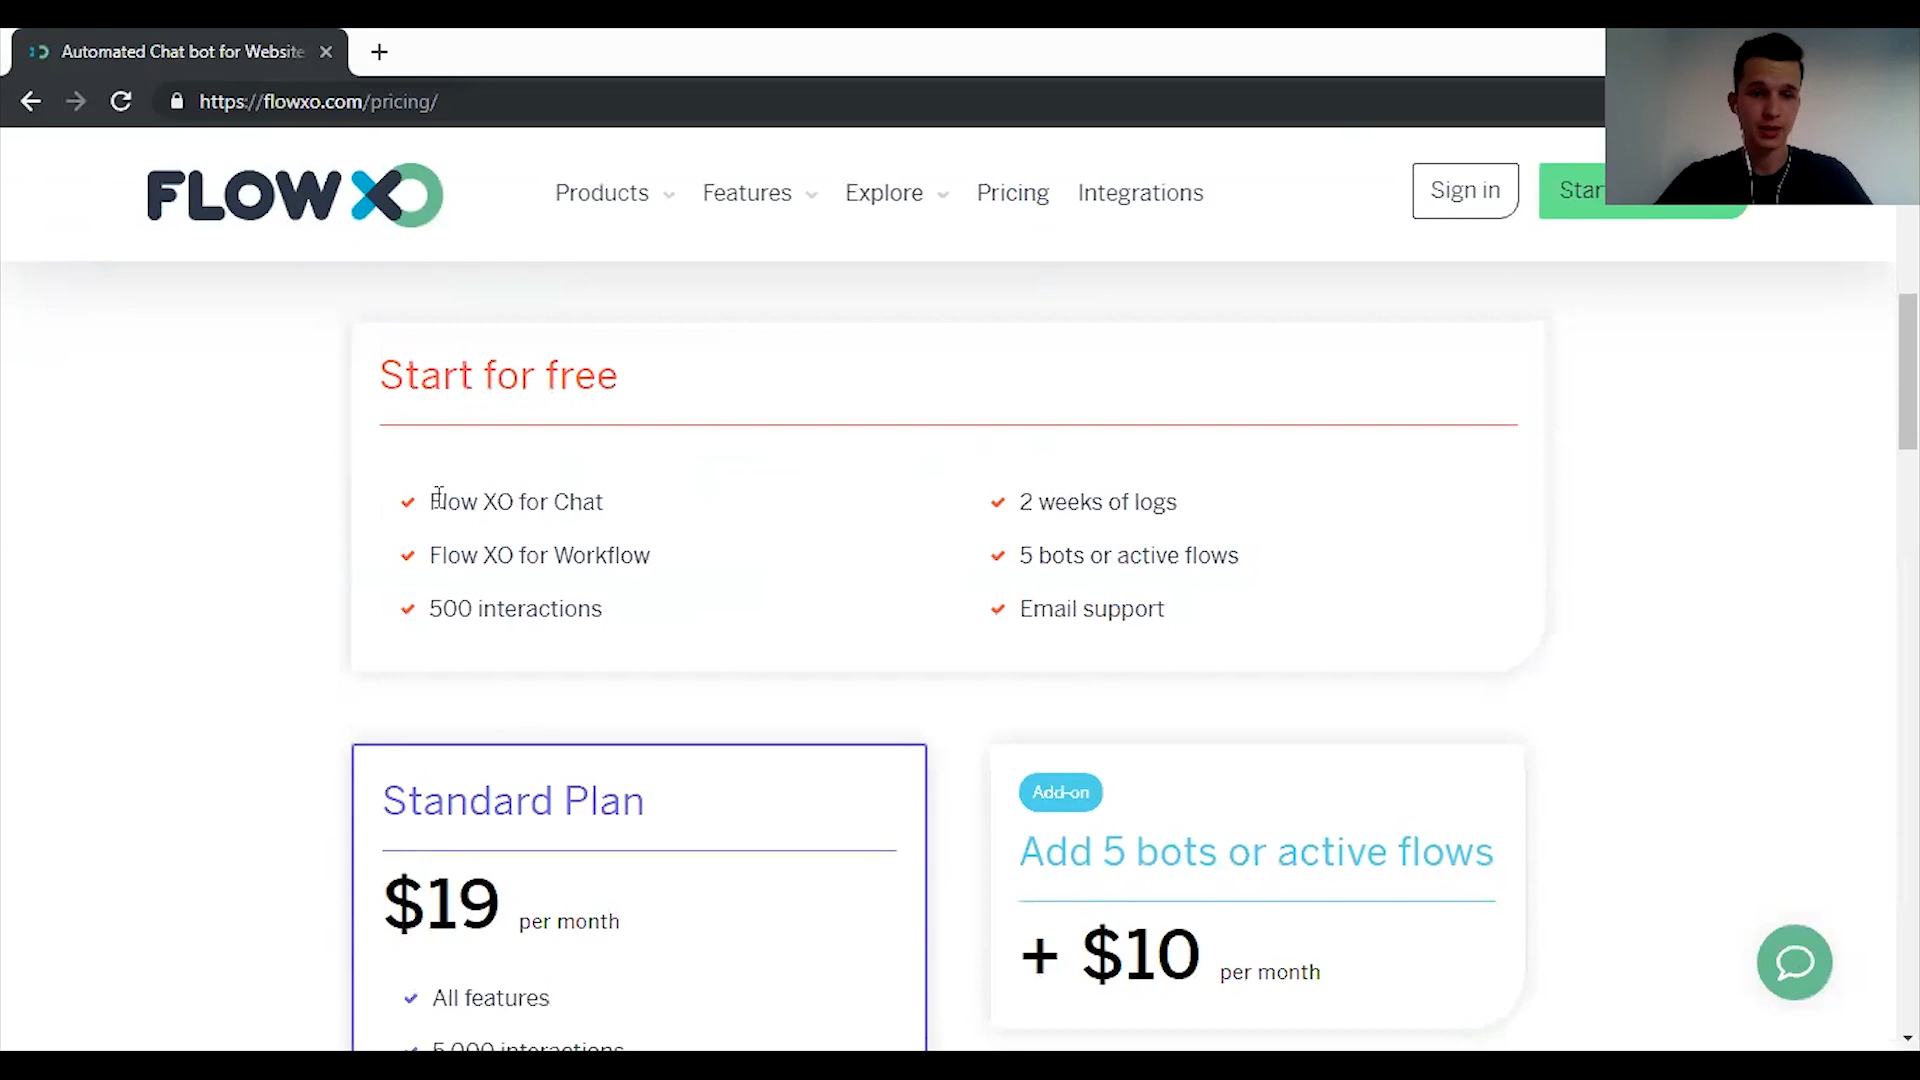 Automated Chat bot for Website
https://flowxo.com/pricing/
FLOW XO
Products Features Explore Pricing Integrations Sign in
Start for free
Flow XO for Chat
Flow XO for Workflow
500 interactions
2 weeks of logs
5 bots or active flows
Email support
Standard Plan
$19 per month
All features
5,000 interactions
Add-on
Add 5 bots or active flows
+ $10 per month